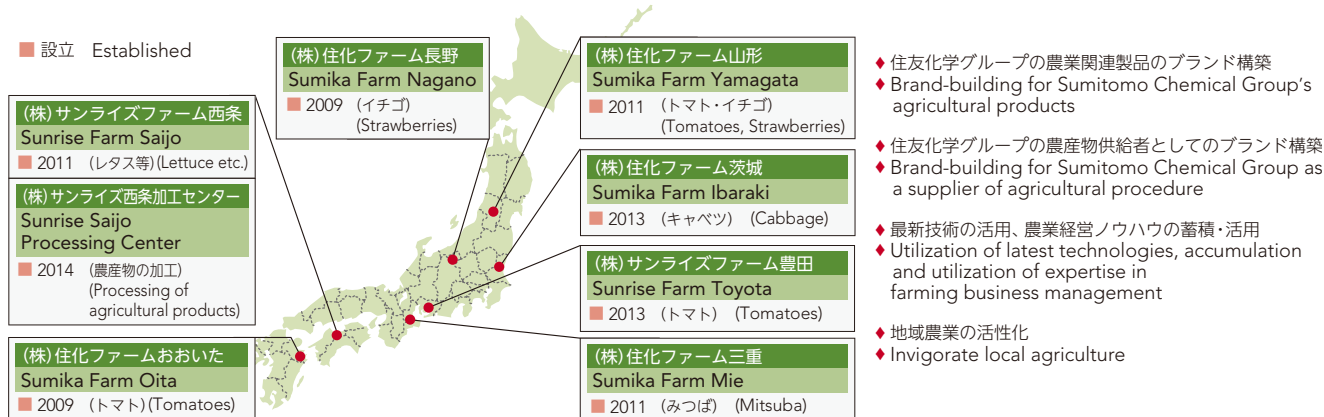 ■ 設立 Established
(株)サンライズファーム西条
Sunrise Farm Saijo
■ 2011 (レタス等)(Lettuce etc.)
(株)サンライズ西条加工センター
Sunrise Saijo
Processing Center
■ 2014 (農産物の加工)
(Processing of
agricultural products)
(株)住化ファームおおいた
Sumika Farm Oita
■ 2009 (トマト)(Tomatoes)
(株)住化ファーム長野
Sumika Farm Nagano
■ 2009 (イチゴ)
(Strawberries)
(株)住化ファーム山形
Sumika Farm Yamagata
■ 2011 (トマト・イチゴ)
(Tomatoes, Strawberries)
(株)住化ファーム茨城
Sumika Farm Ibaraki
■ 2013 (キャベツ) (Cabbage)
(株)サンライズファーム豊田
Sunrise Farm Toyota
■ 2013 (トマト) (Tomatoes)
(株)住化ファーム三重
Sumika Farm Mie
■ 2011 (みつば) (Mitsuba)
♦ 住友化学グループの農業関連製品のブランド構築
♦ Brand-building for Sumitomo Chemical Group's
agricultural products
♦ 住友化学グループの農産物供給者としてのブランド構築
♦ Brand-building for Sumitomo Chemical Group as
a supplier of agricultural procedure
♦ 最新技術の活用、農業経営ノウハウの蓄積・活用
♦ Utilization of latest technologies, accumulation
and utilization of expertise in
farming business management
♦ 地域農業の活性化
♦ Invigorate local agriculture